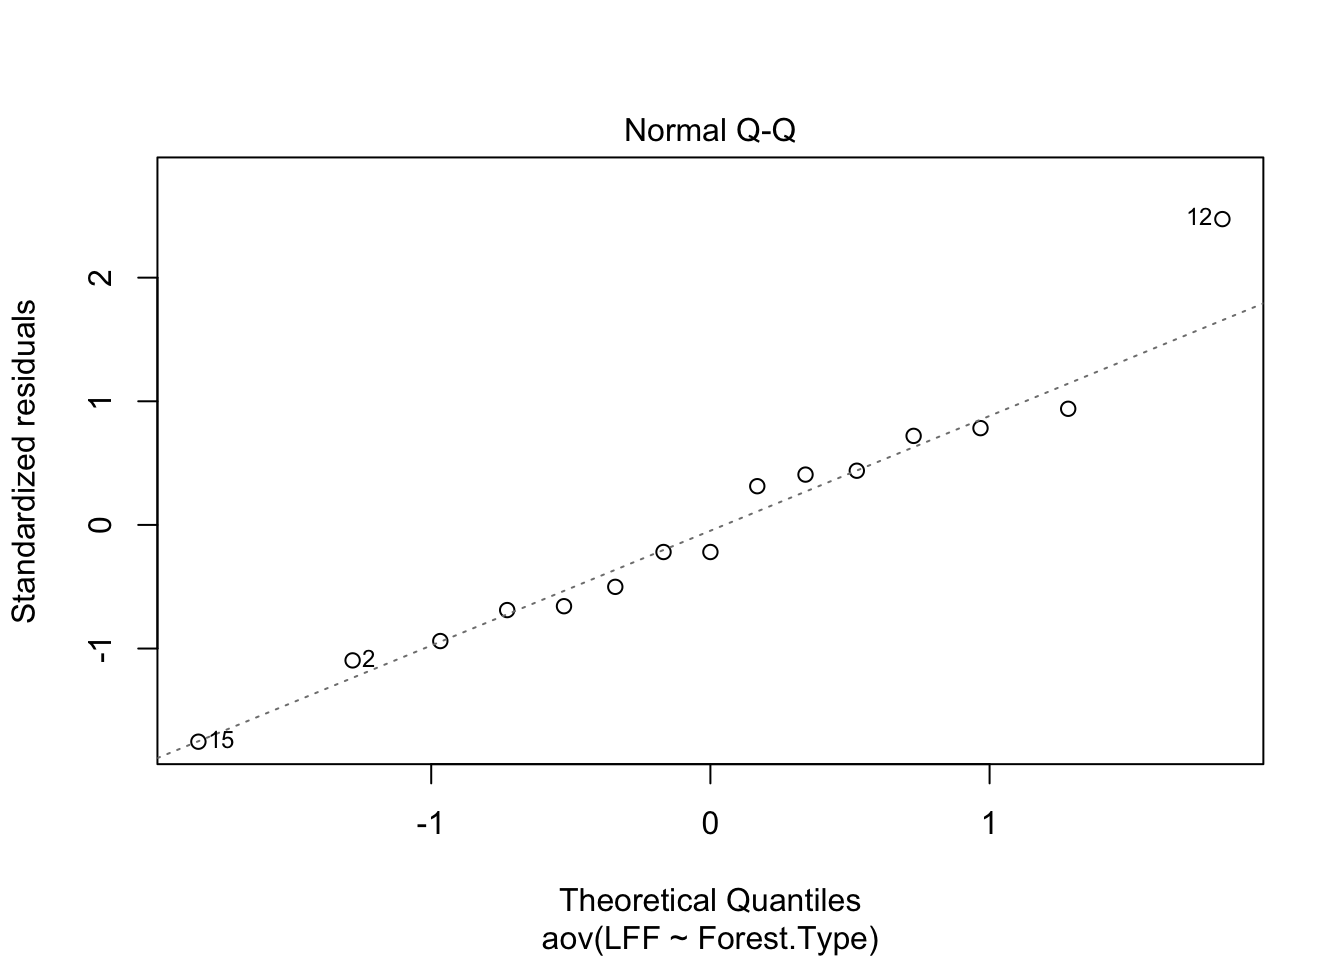 Normal Q-Q
12
2
1
0
-1
2
15
Standardized residuals
-1
0
1
Theoretical Quantiles
aov(LFF ~ Forest.Type)